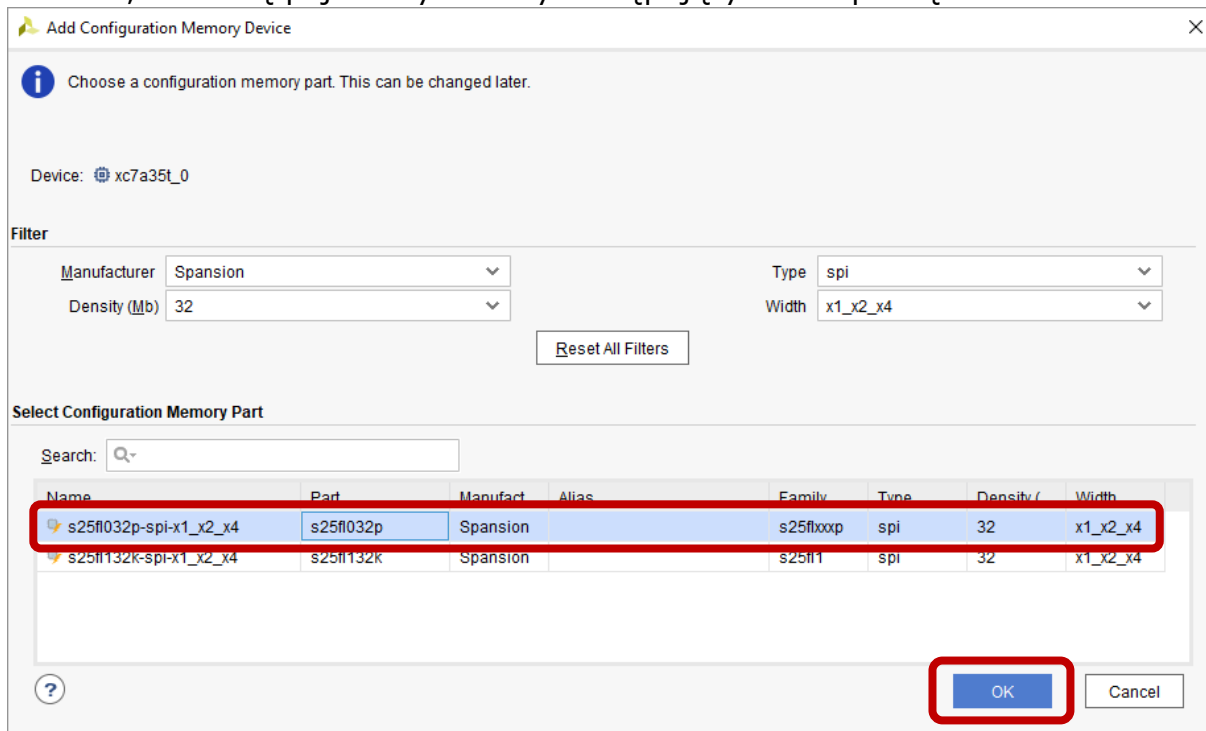 Add Configuration Memory Device
Choose a configuration memory part. This can be changed later.
Device: xc7a35t_0
Filter
Manufacturer Spansion Type spi
Density (Mb) 32 Width x1_x2_x4
Reset All Filters
Select Configuration Memory Part
Search:
Name Part Manufact Alias Family Type Density ( Width
s25fl032p-spi-x1_x2_x4 s25fl032p Spansion s25flxxxp spi 32 x1_x2_x4
s25fl132k-spi-x1_x2_x4 s25fl132k Spansion s25fl1 spi 32 x1_x2_x4
? OK Cancel